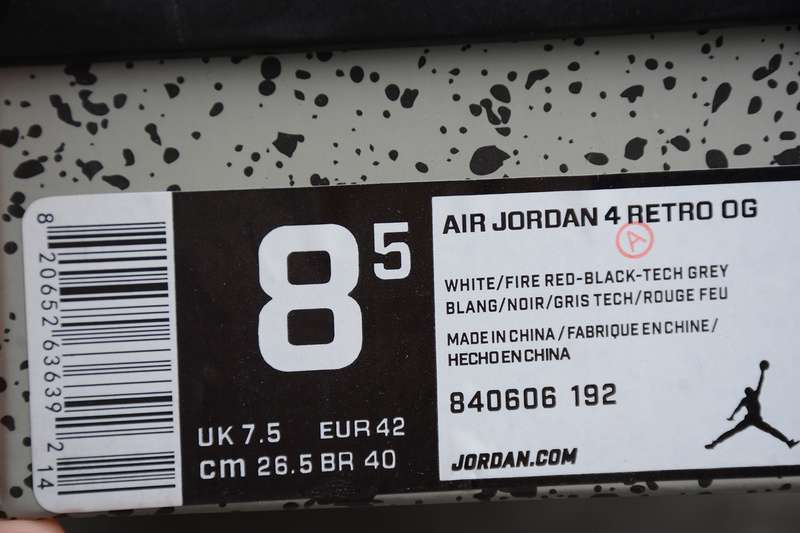 8 20652 63639 2 14
8.5
UK 7.5 EUR 42
cm 26.5 BR 40
AIR JORDAN 4 RETRO OG
A
WHITE/FIRE RED-BLACK-TECH GREY
BLANG/NOIR/GRIS TECH/ROUGE FEU
MADE IN CHINA/FABRIQUE EN CHINE/
HECHO EN CHINA
840606 192
JORDAN.COM